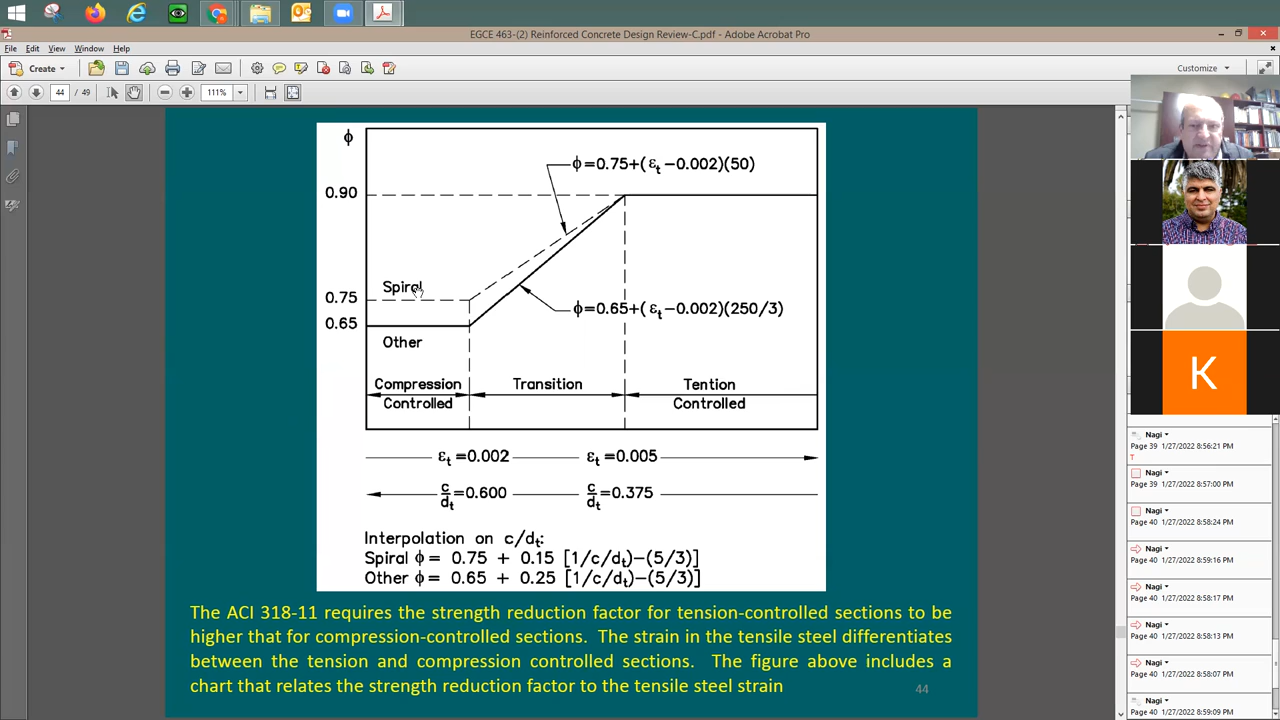 EGCE 463-(2) Reinforced Concrete Design Review-C.pdf - Adobe Acrobat Pro
File Edit View Window Help
Create
Customize
44 / 49
111%
ϕ
ϕ=0.75+(εt−0.002)(50)
0.90
Spiral
0.75
0.65
ϕ=0.65+(εt−0.002)(250/3)
Other
Compression
Controlled
Transition
Tention
Controlled
εt=0.002
εt=0.005
c/dt=0.600
c/dt=0.375
Interpolation on c/dt:
Spiral ϕ = 0.75 + 0.15 [1/c/dt)−(5/3)]
Other ϕ = 0.65 + 0.25 [1/c/dt)−(5/3)]
The ACI 318-11 requires the strength reduction factor for tension-controlled sections to be
higher that for compression-controlled sections. The strain in the tensile steel differentiates
between the tension and compression controlled sections. The figure above includes a
chart that relates the strength reduction factor to the tensile steel strain
44
K
Nagi
Page 39 1/27/2022 8:56:21 PM
T
Nagi
Page 39 1/27/2022 8:57:00 PM
Nagi
Page 40 1/27/2022 8:58:24 PM
Nagi
Page 40 1/27/2022 8:59:16 PM
Nagi
Page 40 1/27/2022 8:58:17 PM
Nagi
Page 40 1/27/2022 8:58:13 PM
Nagi
Page 40 1/27/2022 8:58:07 PM
Nagi
Page 40 1/27/2022 8:59:09 PM